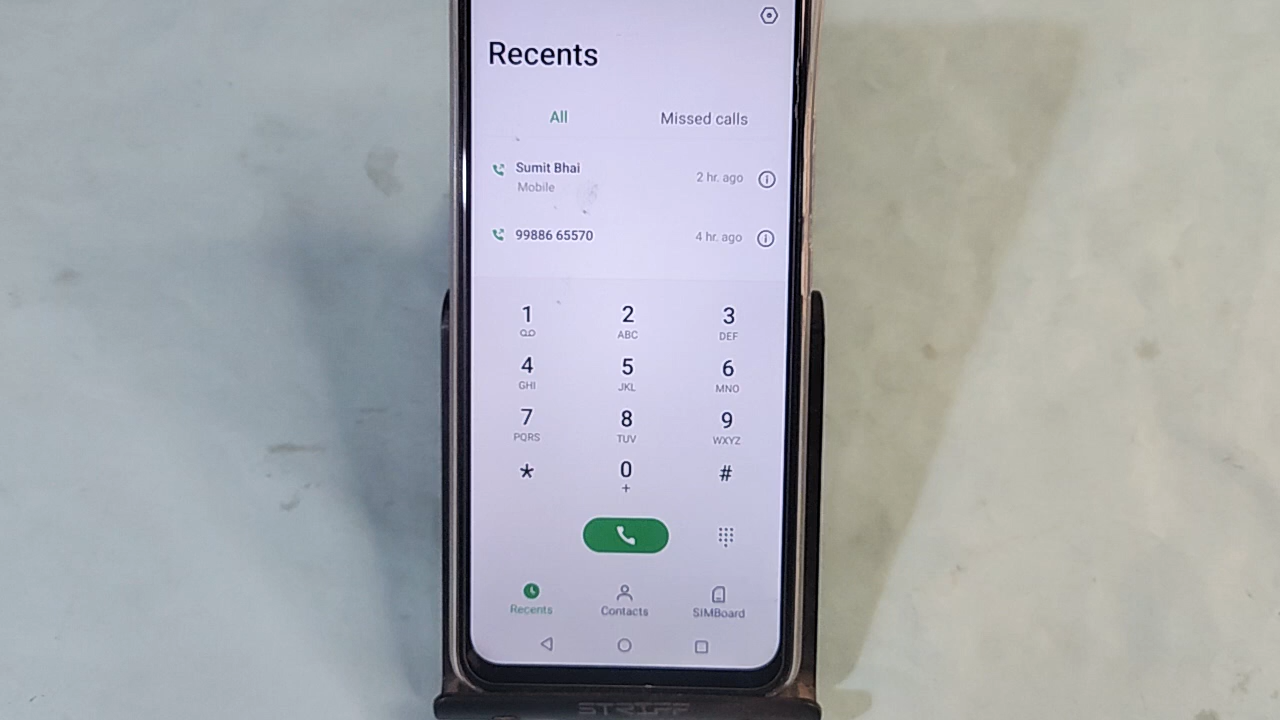 Recents
All Missed calls
Sumit Bhai
Mobile 2 hr. ago
99886 65570 4 hr. ago
1 2 3
ABC DEF
4 5 6
GHI JKL MNO
7 8 9
PQRS TUV WXYZ
* 0 #
+
Recents Contacts SIMBoard
STRIFF